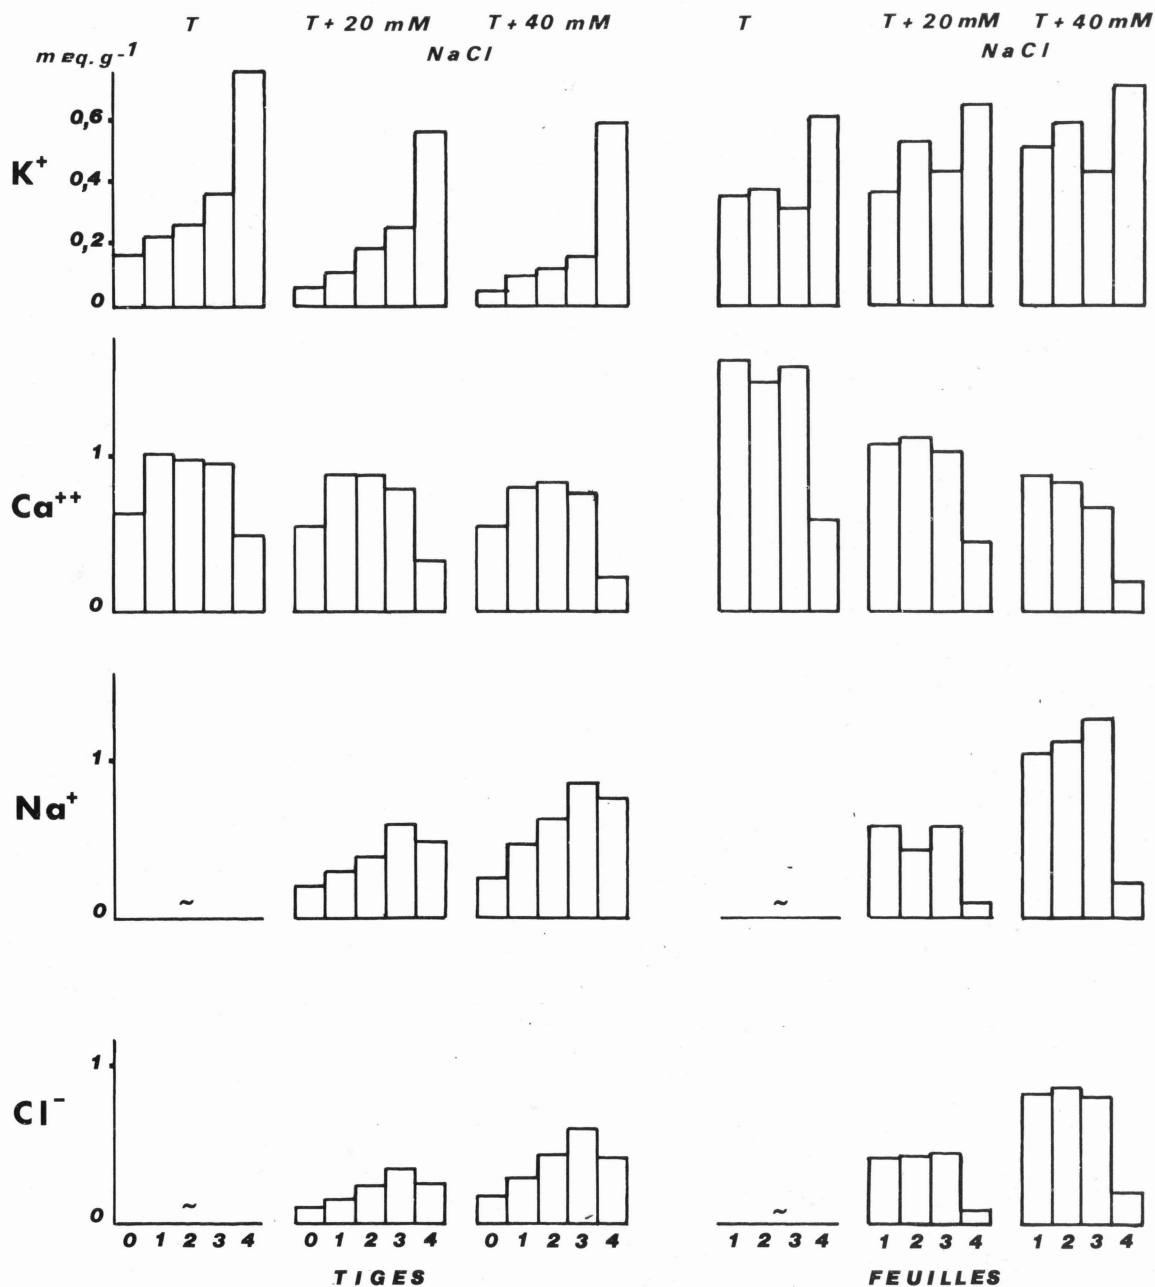 T T + 20 mM T + 40 mM T T + 20 mM T + 40 mM
meq.g-1 NaCl NaCl
K+
0,6
0,4
0,2
0
Ca++
1
0
Na+
1
0
~ ~
Cl-
1
0
~ ~
0 1 2 3 4 0 1 2 3 4 0 1 2 3 4 1 2 3 4 1 2 3 4 1 2 3 4
TIGES FEUILLES